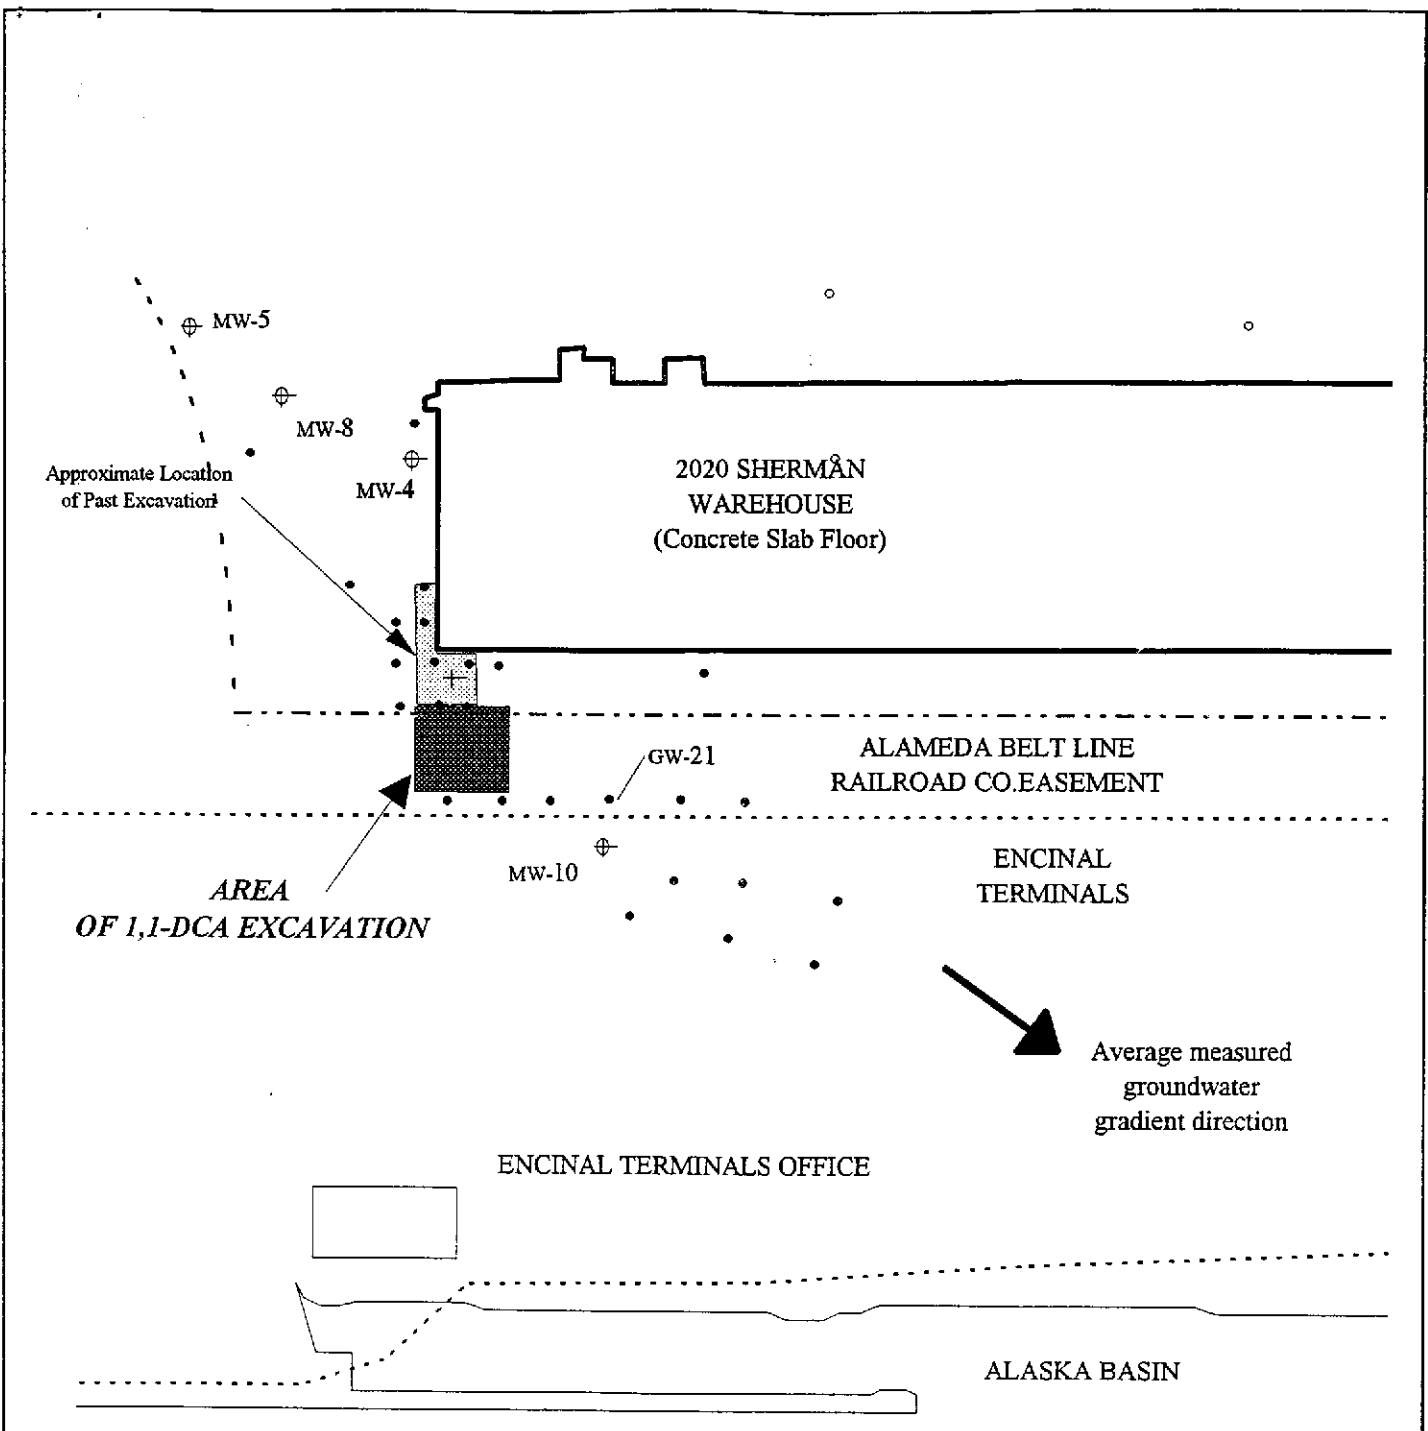 MW-5
MW-8
MW-4
Approximate Location
of Past Excavation
2020 SHERMAN
WAREHOUSE
(Concrete Slab Floor)
GW-21
ALAMEDA BELT LINE
RAILROAD CO.EASEMENT
MW-10
ENCINAL
TERMINALS
AREA
OF 1,1-DCA EXCAVATION
Average measured
groundwater
gradient direction
ENCINAL TERMINALS OFFICE
ALASKA BASIN